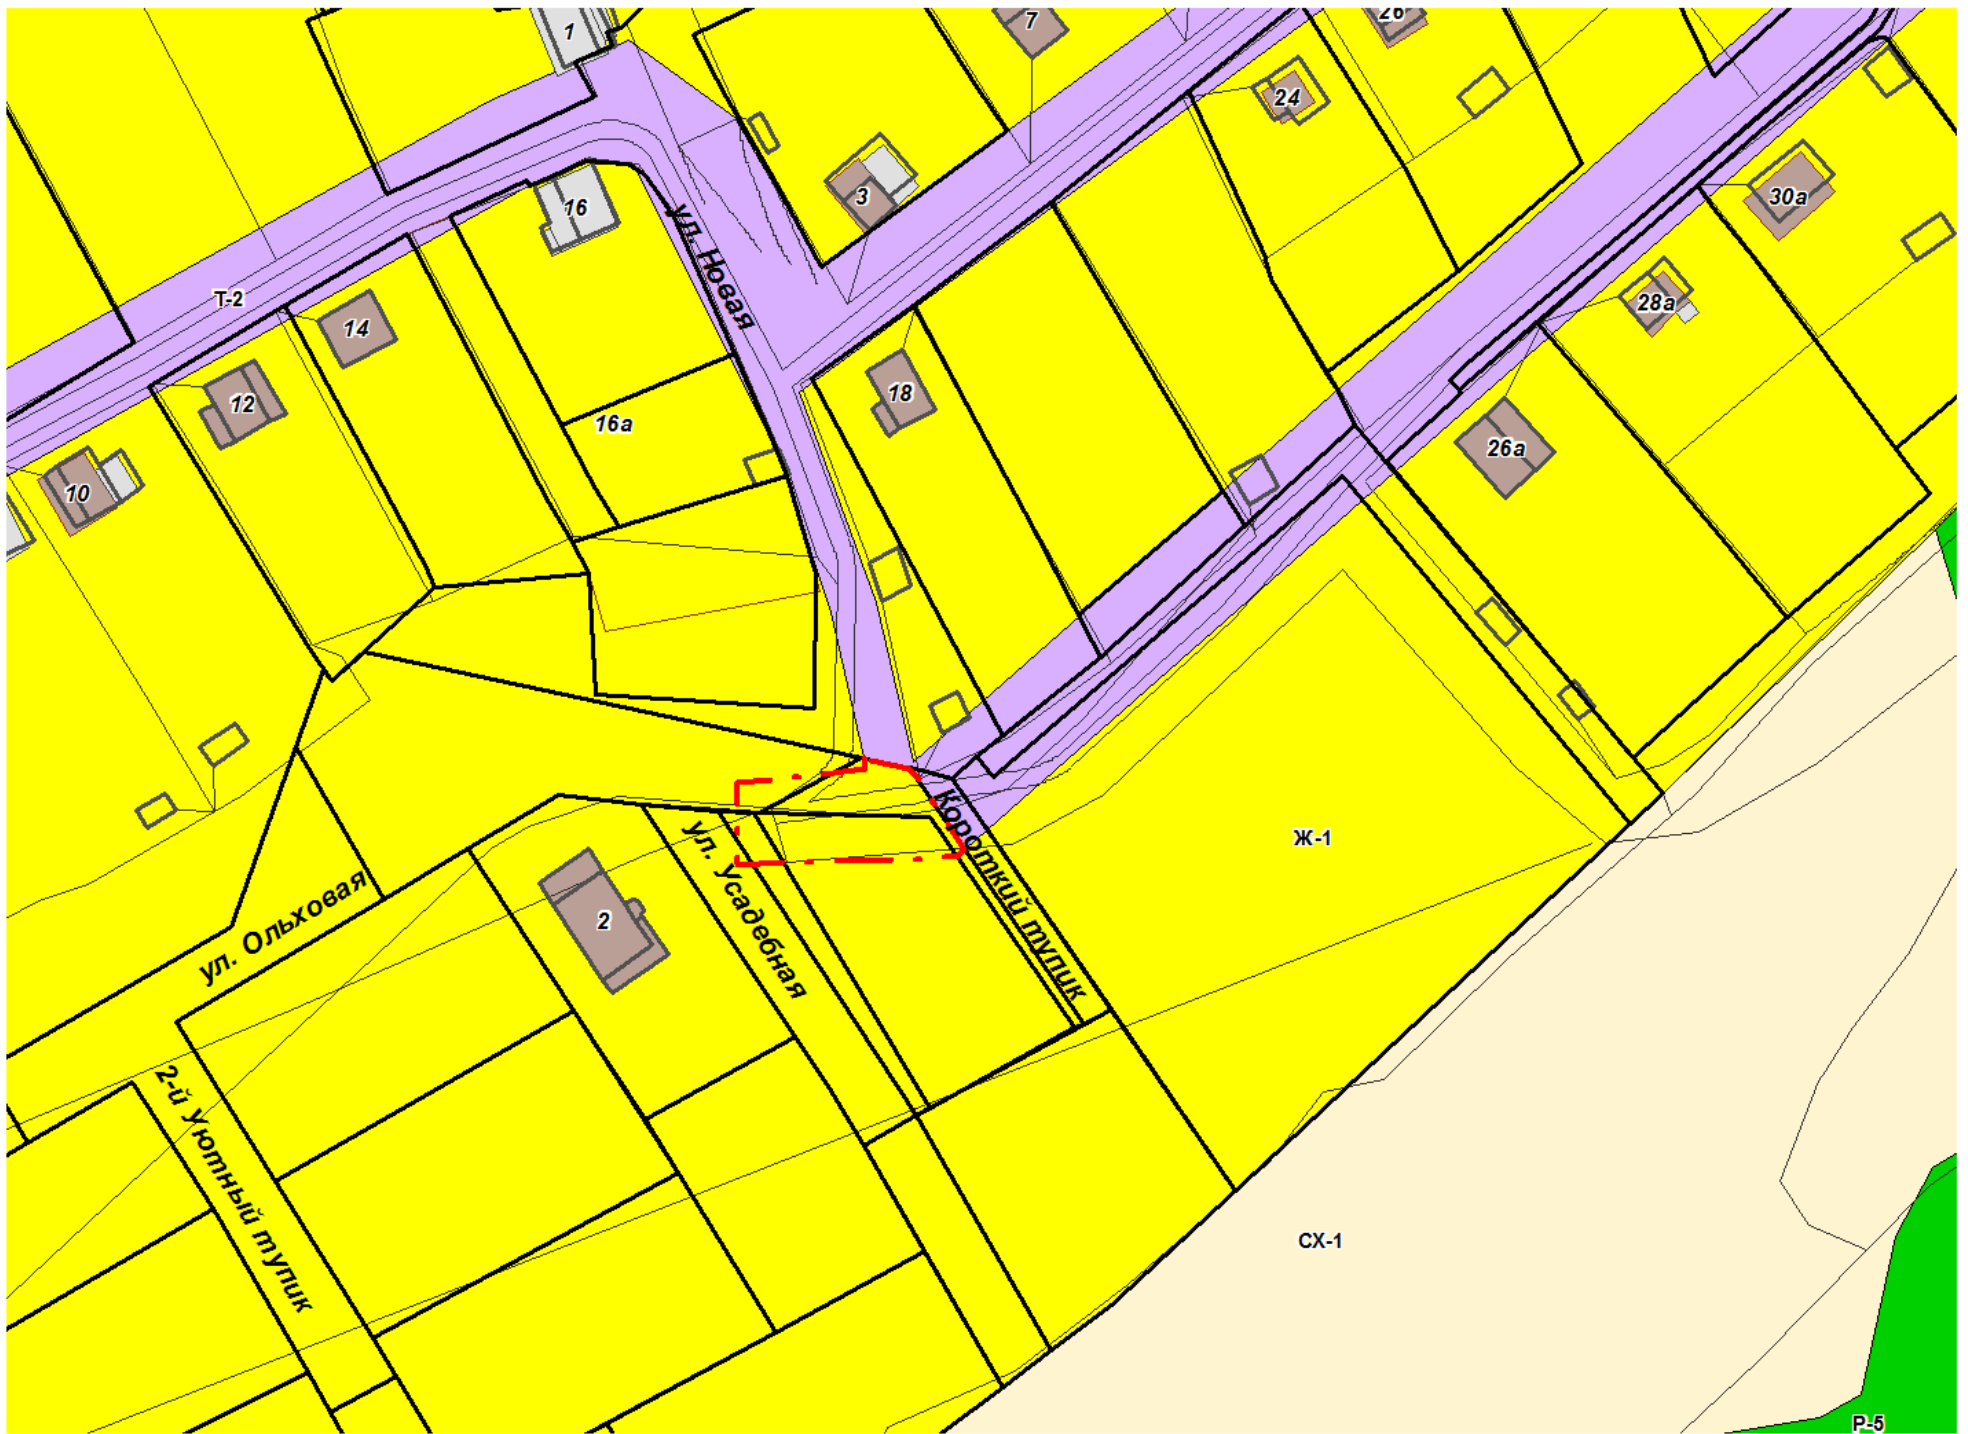 1
7
26
24
3
16
30а
ул. Новая
28а
Т-2
14
12
18
16а
26а
10
Ж-1
Короткий тупик
ул. Усадебная
2
ул. Ольховая
2-й Уютный тупик
СХ-1
Р-5